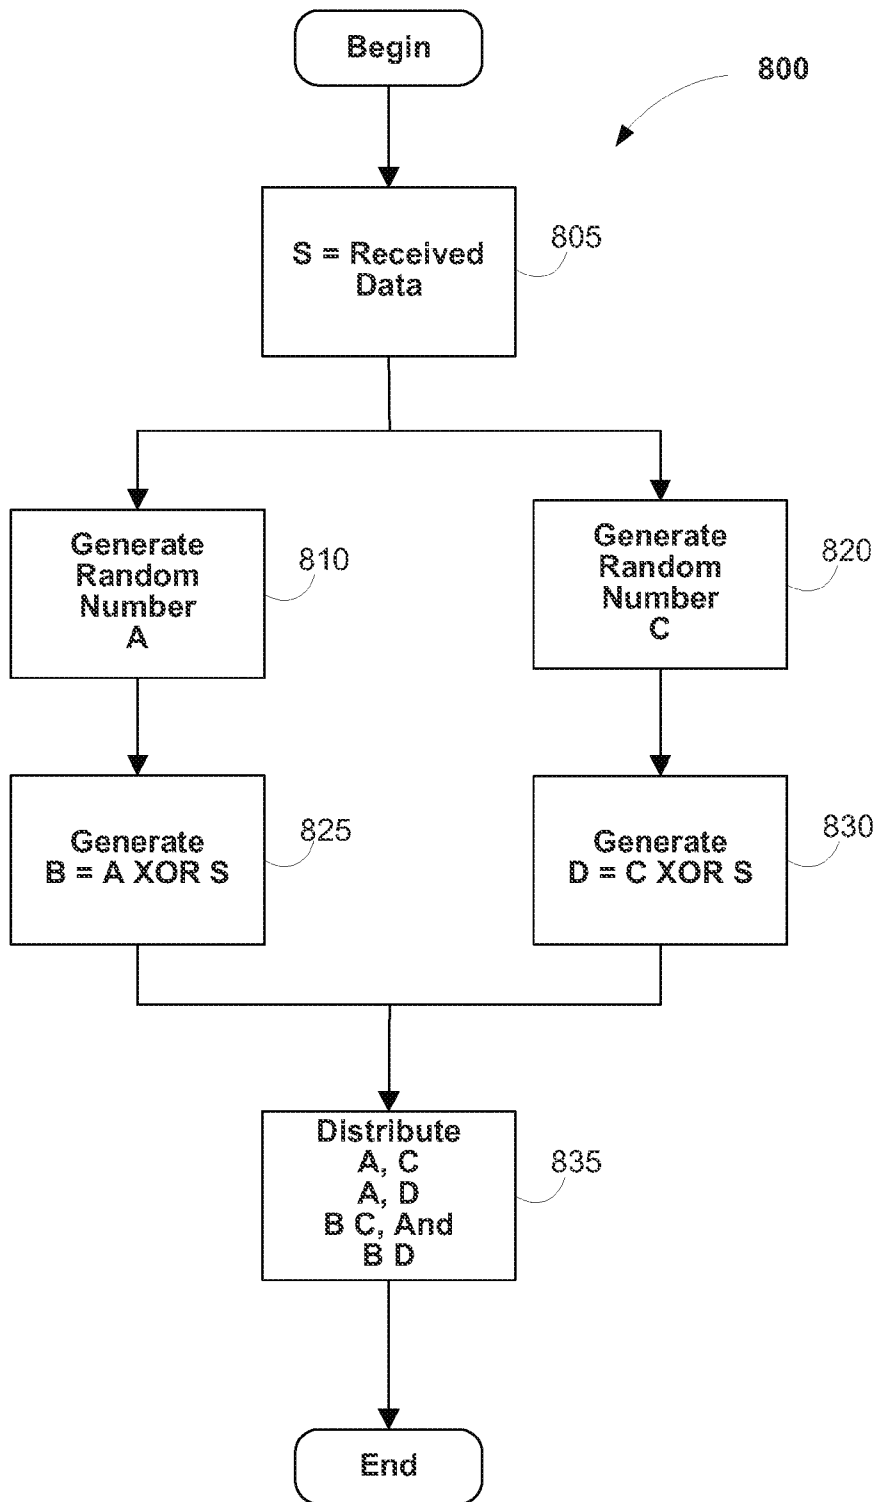 Begin
800
S = Received
Data
805
Generate
Random
Number
A
810
Generate
Random
Number
C
820
Generate
B = A XOR S
825
Generate
D = C XOR S
830
Distribute
A, C
A, D
B C, And
B D
835
End